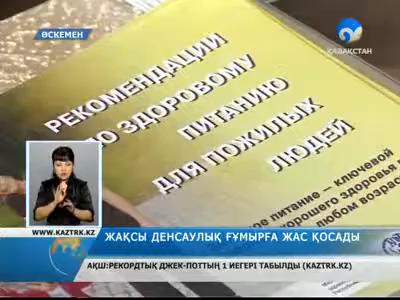 ӨСКЕМЕН
ҚАЗАҚСТАН
РЕКОМЕНДАЦИИ
ПО ЗДОРОВОМУ
ПИТАНИЮ
ДЛЯ ПОЖИЛЫХ
ЛЮДЕЙ
питание – ключевой
хорошего здоровья
любом
WWW.KAZTRK.KZ
ЖАҚСЫ ДЕНСАУЛЫҚ ҒҰМЫРҒА ЖАС ҚОСАДЫ
АҚШ:РЕКОРДТЫҚ ДЖЕК-ПОТТЫҢ 1 ИЕГЕРІ ТАБЫЛДЫ (KAZTRK.KZ)